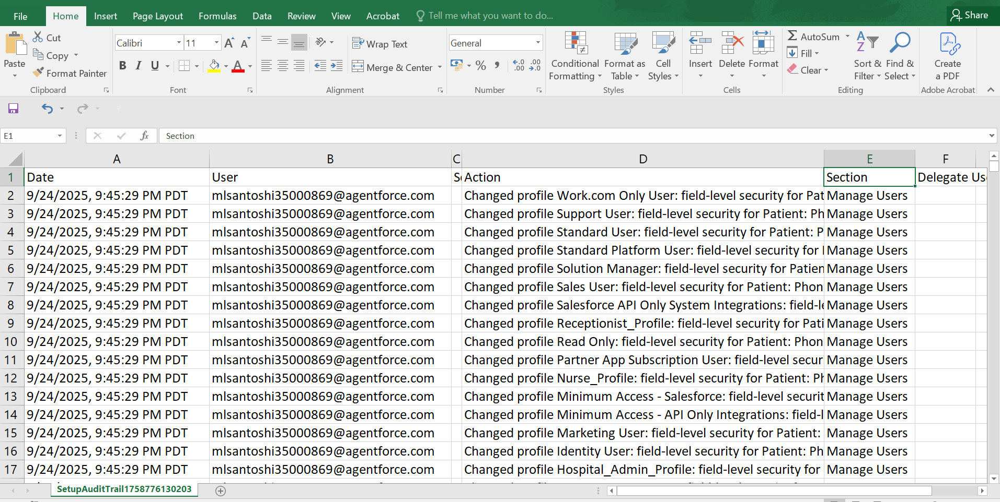 File Home Insert Page Layout Formulas Data Review View Acrobat Tell me what you want to do... Share
Cut
Copy
Format Painter
Paste
Clipboard
Calibri 11
B I U
Font
Wrap Text
Merge & Center
Alignment
General
% , .00 .00
Number
Conditional Formatting
Format as Table
Cell Styles
Styles
Insert Delete Format
Cells
AutoSum
Fill
Clear
Sort & Filter
Find & Select
Editing
Create a PDF
Adobe Acrobat
E1 fx Section
A B C D E F
1 Date User Action Section Delegate
2 9/24/2025, 9:45:29 PM PDT mlsantoshi35000869@agentforce.com Changed profile Work.com Only User: field-level security for Pat Manage Users
3 9/24/2025, 9:45:29 PM PDT mlsantoshi35000869@agentforce.com Changed profile Support User: field-level security for Patient: Ph Manage Users
4 9/24/2025, 9:45:29 PM PDT mlsantoshi35000869@agentforce.com Changed profile Standard User: field-level security for Patient: P Manage Users
5 9/24/2025, 9:45:29 PM PDT mlsantoshi35000869@agentforce.com Changed profile Standard Platform User: field-level security for Manage Users
6 9/24/2025, 9:45:29 PM PDT mlsantoshi35000869@agentforce.com Changed profile Solution Manager: field-level security for Patien Manage Users
7 9/24/2025, 9:45:29 PM PDT mlsantoshi35000869@agentforce.com Changed profile Sales User: field-level security for Patient: Phon Manage Users
8 9/24/2025, 9:45:29 PM PDT mlsantoshi35000869@agentforce.com Changed profile Salesforce API Only System Integrations: field-le Manage Users
9 9/24/2025, 9:45:29 PM PDT mlsantoshi35000869@agentforce.com Changed profile Receptionist_Profile: field-level security for Pati Manage Users
10 9/24/2025, 9:45:29 PM PDT mlsantoshi35000869@agentforce.com Changed profile Read Only: field-level security for Patient: Phon Manage Users
11 9/24/2025, 9:45:29 PM PDT mlsantoshi35000869@agentforce.com Changed profile Partner App Subscription User: field-level secur Manage Users
12 9/24/2025, 9:45:29 PM PDT mlsantoshi35000869@agentforce.com Changed profile Nurse_Profile: field-level security for Patient: Ph Manage Users
13 9/24/2025, 9:45:29 PM PDT mlsantoshi35000869@agentforce.com Changed profile Minimum Access - Salesforce: field-level securit Manage Users
14 9/24/2025, 9:45:29 PM PDT mlsantoshi35000869@agentforce.com Changed profile Minimum Access - API Only Integrations: field-l Manage Users
15 9/24/2025, 9:45:29 PM PDT mlsantoshi35000869@agentforce.com Changed profile Marketing User: field-level security for Patient: Manage Users
16 9/24/2025, 9:45:29 PM PDT mlsantoshi35000869@agentforce.com Changed profile Identity User: field-level security for Patient: Ph Manage Users
17 9/24/2025, 9:45:29 PM PDT mlsantoshi35000869@agentforce.com Changed profile Hospital_Admin_Profile: field-level security for Manage Users
SetupAuditTrail1758776130203